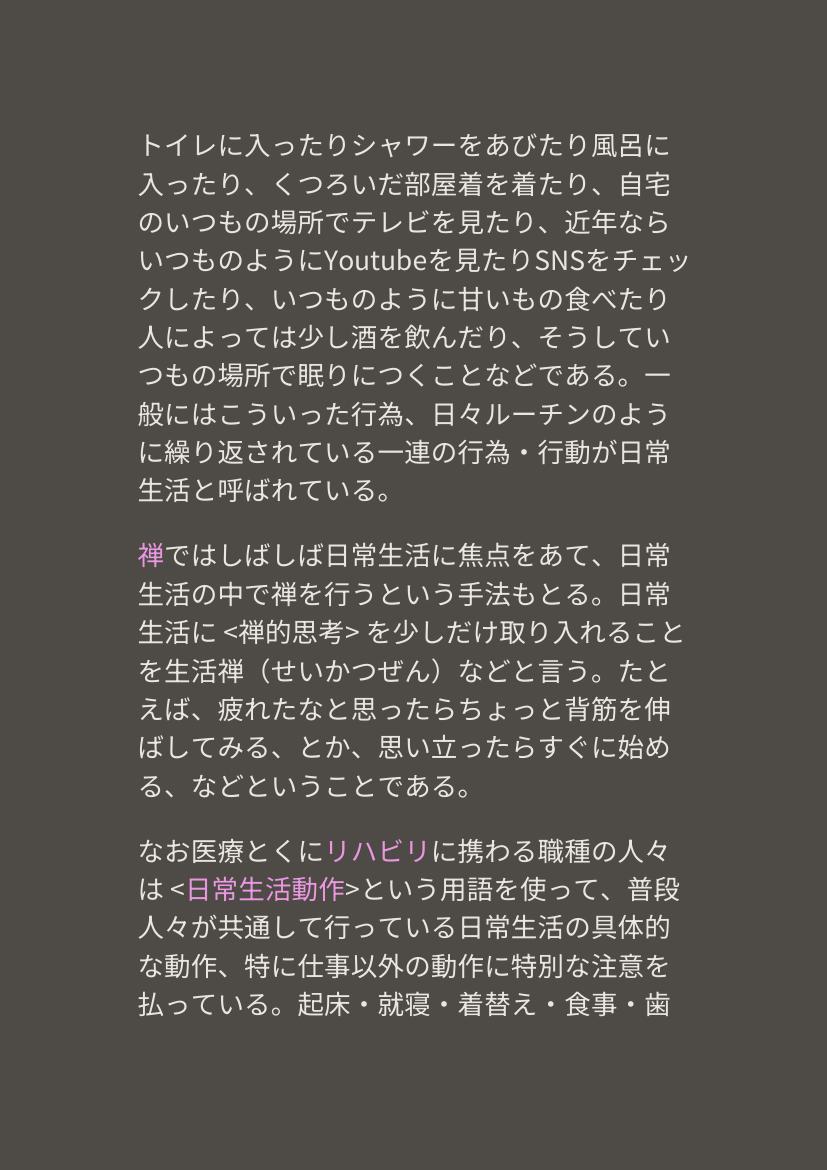 トイレに入ったりシャワーをあびたり風呂に
入ったり、くつろいだ部屋着を着たり、自宅
のいつもの場所でテレビを見たり、近年なら
いつものようにYoutubeを見たりSNSをチェッ
クしたり、いつものように甘いもの食べたり
人によっては少し酒を飲んだり、そうしてい
つもの場所で眠りにつくことなどである。一
般にはこういった行為、日々ルーチンのよう
に繰り返されている一連の行為・行動が日常
生活と呼ばれている。
禅ではしばしば日常生活に焦点をあて、日常
生活の中で禅を行うという手法もとる。日常
生活に <禅的思考> を少しだけ取り入れること
を生活禅（せいかつぜん）などと言う。たと
えば、疲れたなと思ったらちょっと背筋を伸
ばしてみる、とか、思い立ったらすぐに始め
る、などということである。
なお医療とくにリハビリに携わる職種の人々
は <日常生活動作>という用語を使って、普段
人々が共通して行っている日常生活の具体的
な動作、特に仕事以外の動作に特別な注意を
払っている。起床・就寝・着替え・食事・歯